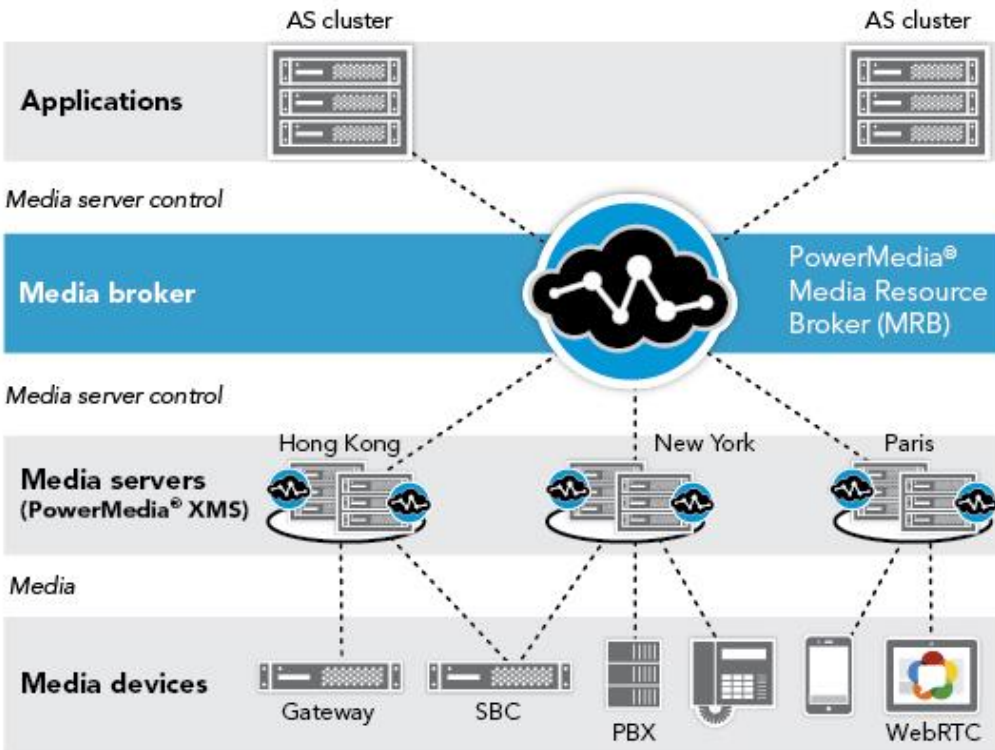 AS cluster
AS cluster
Applications
Media server control
Media broker
PowerMedia®
Media Resource
Broker (MRB)
Media server control
Hong Kong
New York
Paris
Media servers
(PowerMedia® XMS)
Media
Media devices
Gateway
SBC
PBX
WebRTC